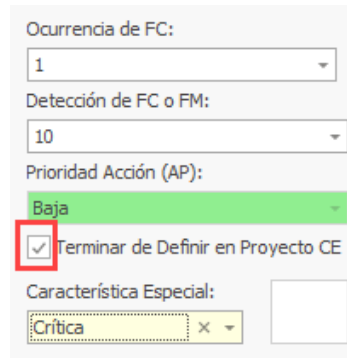 Ocurrencia de FC:
1
Detección de FC o FM:
10
Prioridad Acción (AP):
Baja
Terminar de Definir en Proyecto CE
Característica Especial:
Crítica